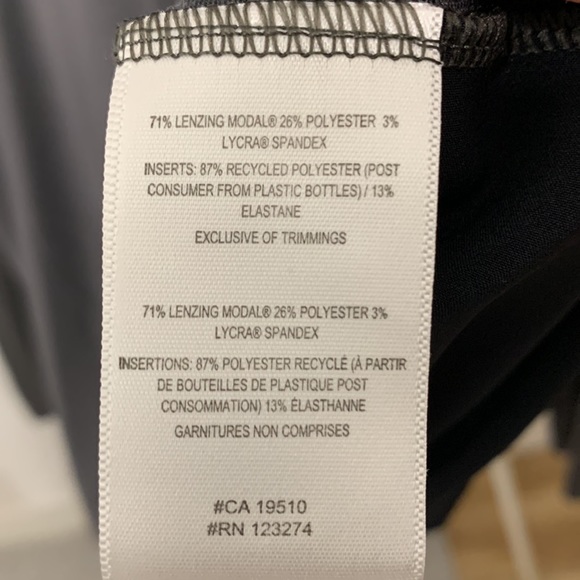 71% LENZING MODAL® 26% POLYESTER 3%
LYCRA® SPANDEX
INSERTS: 87% RECYCLED POLYESTER (POST
CONSUMER FROM PLASTIC BOTTLES) / 13%
ELASTANE
EXCLUSIVE OF TRIMMINGS
71% LENZING MODAL® 26% POLYESTER 3%
LYCRA® SPANDEX
INSERTIONS: 87% POLYESTER RECYCLÉ (À PARTIR
DE BOUTEILLES DE PLASTIQUE POST
CONSOMMATION) 13% ÉLASTHANNE
GARNITURES NON COMPRISES
#CA 19510
#RN 123274